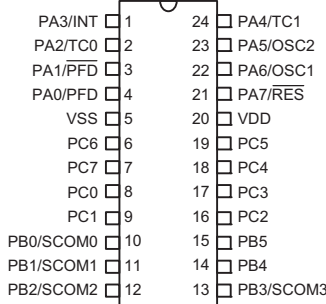 PA3/INT 1 24 PA4/TC1
PA2/TC0 2 23 PA5/OSC2
PA1/PFD 3 22 PA6/OSC1
PA0/PFD 4 21 PA7/RES
VSS 5 20 VDD
PC6 6 19 PC5
PC7 7 18 PC4
PC0 8 17 PC3
PC1 9 16 PC2
PB0/SCOM0 10 15 PB5
PB1/SCOM1 11 14 PB4
PB2/SCOM2 12 13 PB3/SCOM3